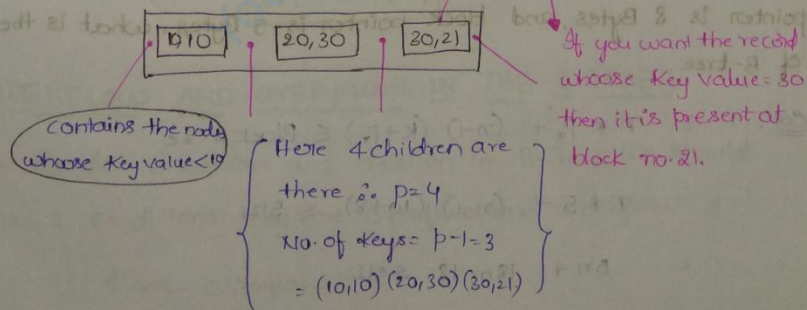 10,10 20,30 30,21
If you want the record
whoose key value = 30
then it is present at
block no. 21.
contains the node
whoose key value<10
Here 4 children are
there ∴ p=4
No. of keys = p-1=3
= (10,10) (20,30) (30,21)